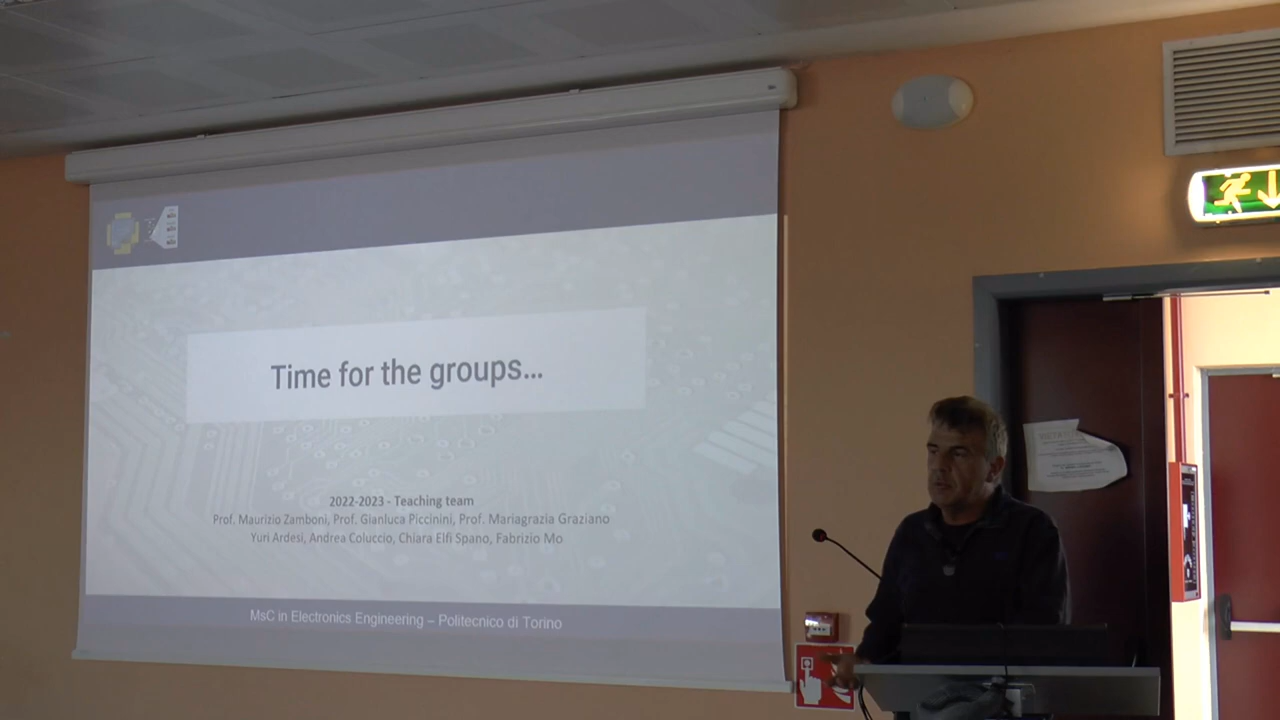 Time for the groups...
2022-2023 - Teaching team
Prof. Maurizio Zamboni, Prof. Gianluca Piccinini, Prof. Mariagrazia Graziano
Yuri Ardesi, Andrea Coluccio, Chiara Elfi Spano, Fabrizio Mo
MsC in Electronics Engineering – Politecnico di Torino